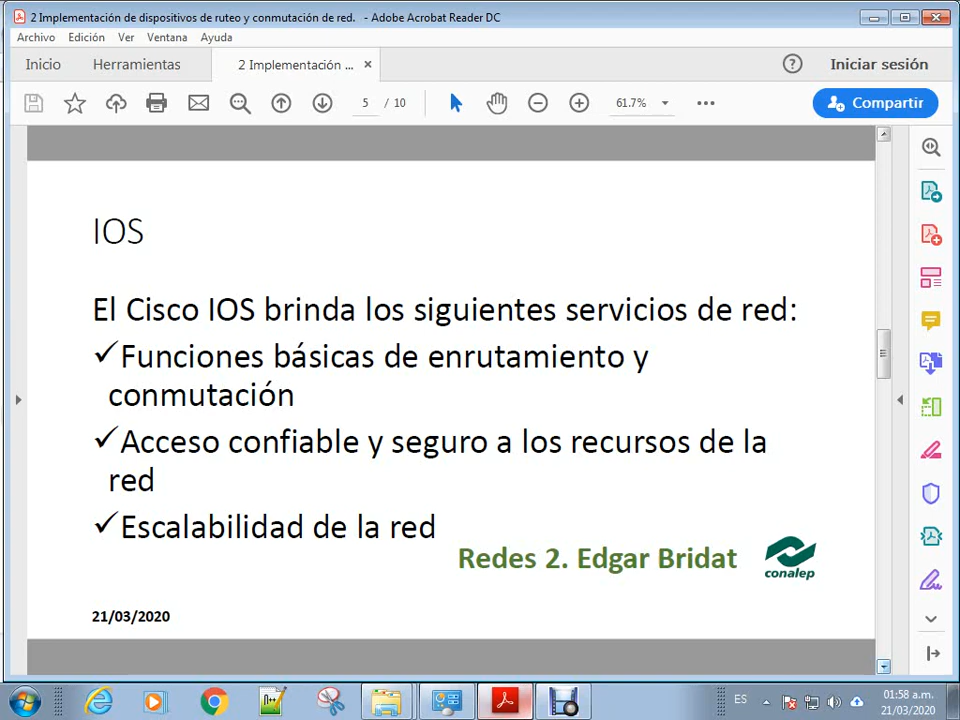 2 Implementación de dispositivos de ruteo y conmutación de red. - Adobe Acrobat Reader DC
Archivo Edición Ver Ventana Ayuda
Inicio Herramientas 2 Implementación ... × Iniciar sesión
5 / 10 61.7% Compartir
IOS
El Cisco IOS brinda los siguientes servicios de red:
✓Funciones básicas de enrutamiento y
conmutación
✓Acceso confiable y seguro a los recursos de la
red
✓Escalabilidad de la red
Redes 2. Edgar Bridat
conalep
21/03/2020
ES 01:58 a.m.
21/03/2020